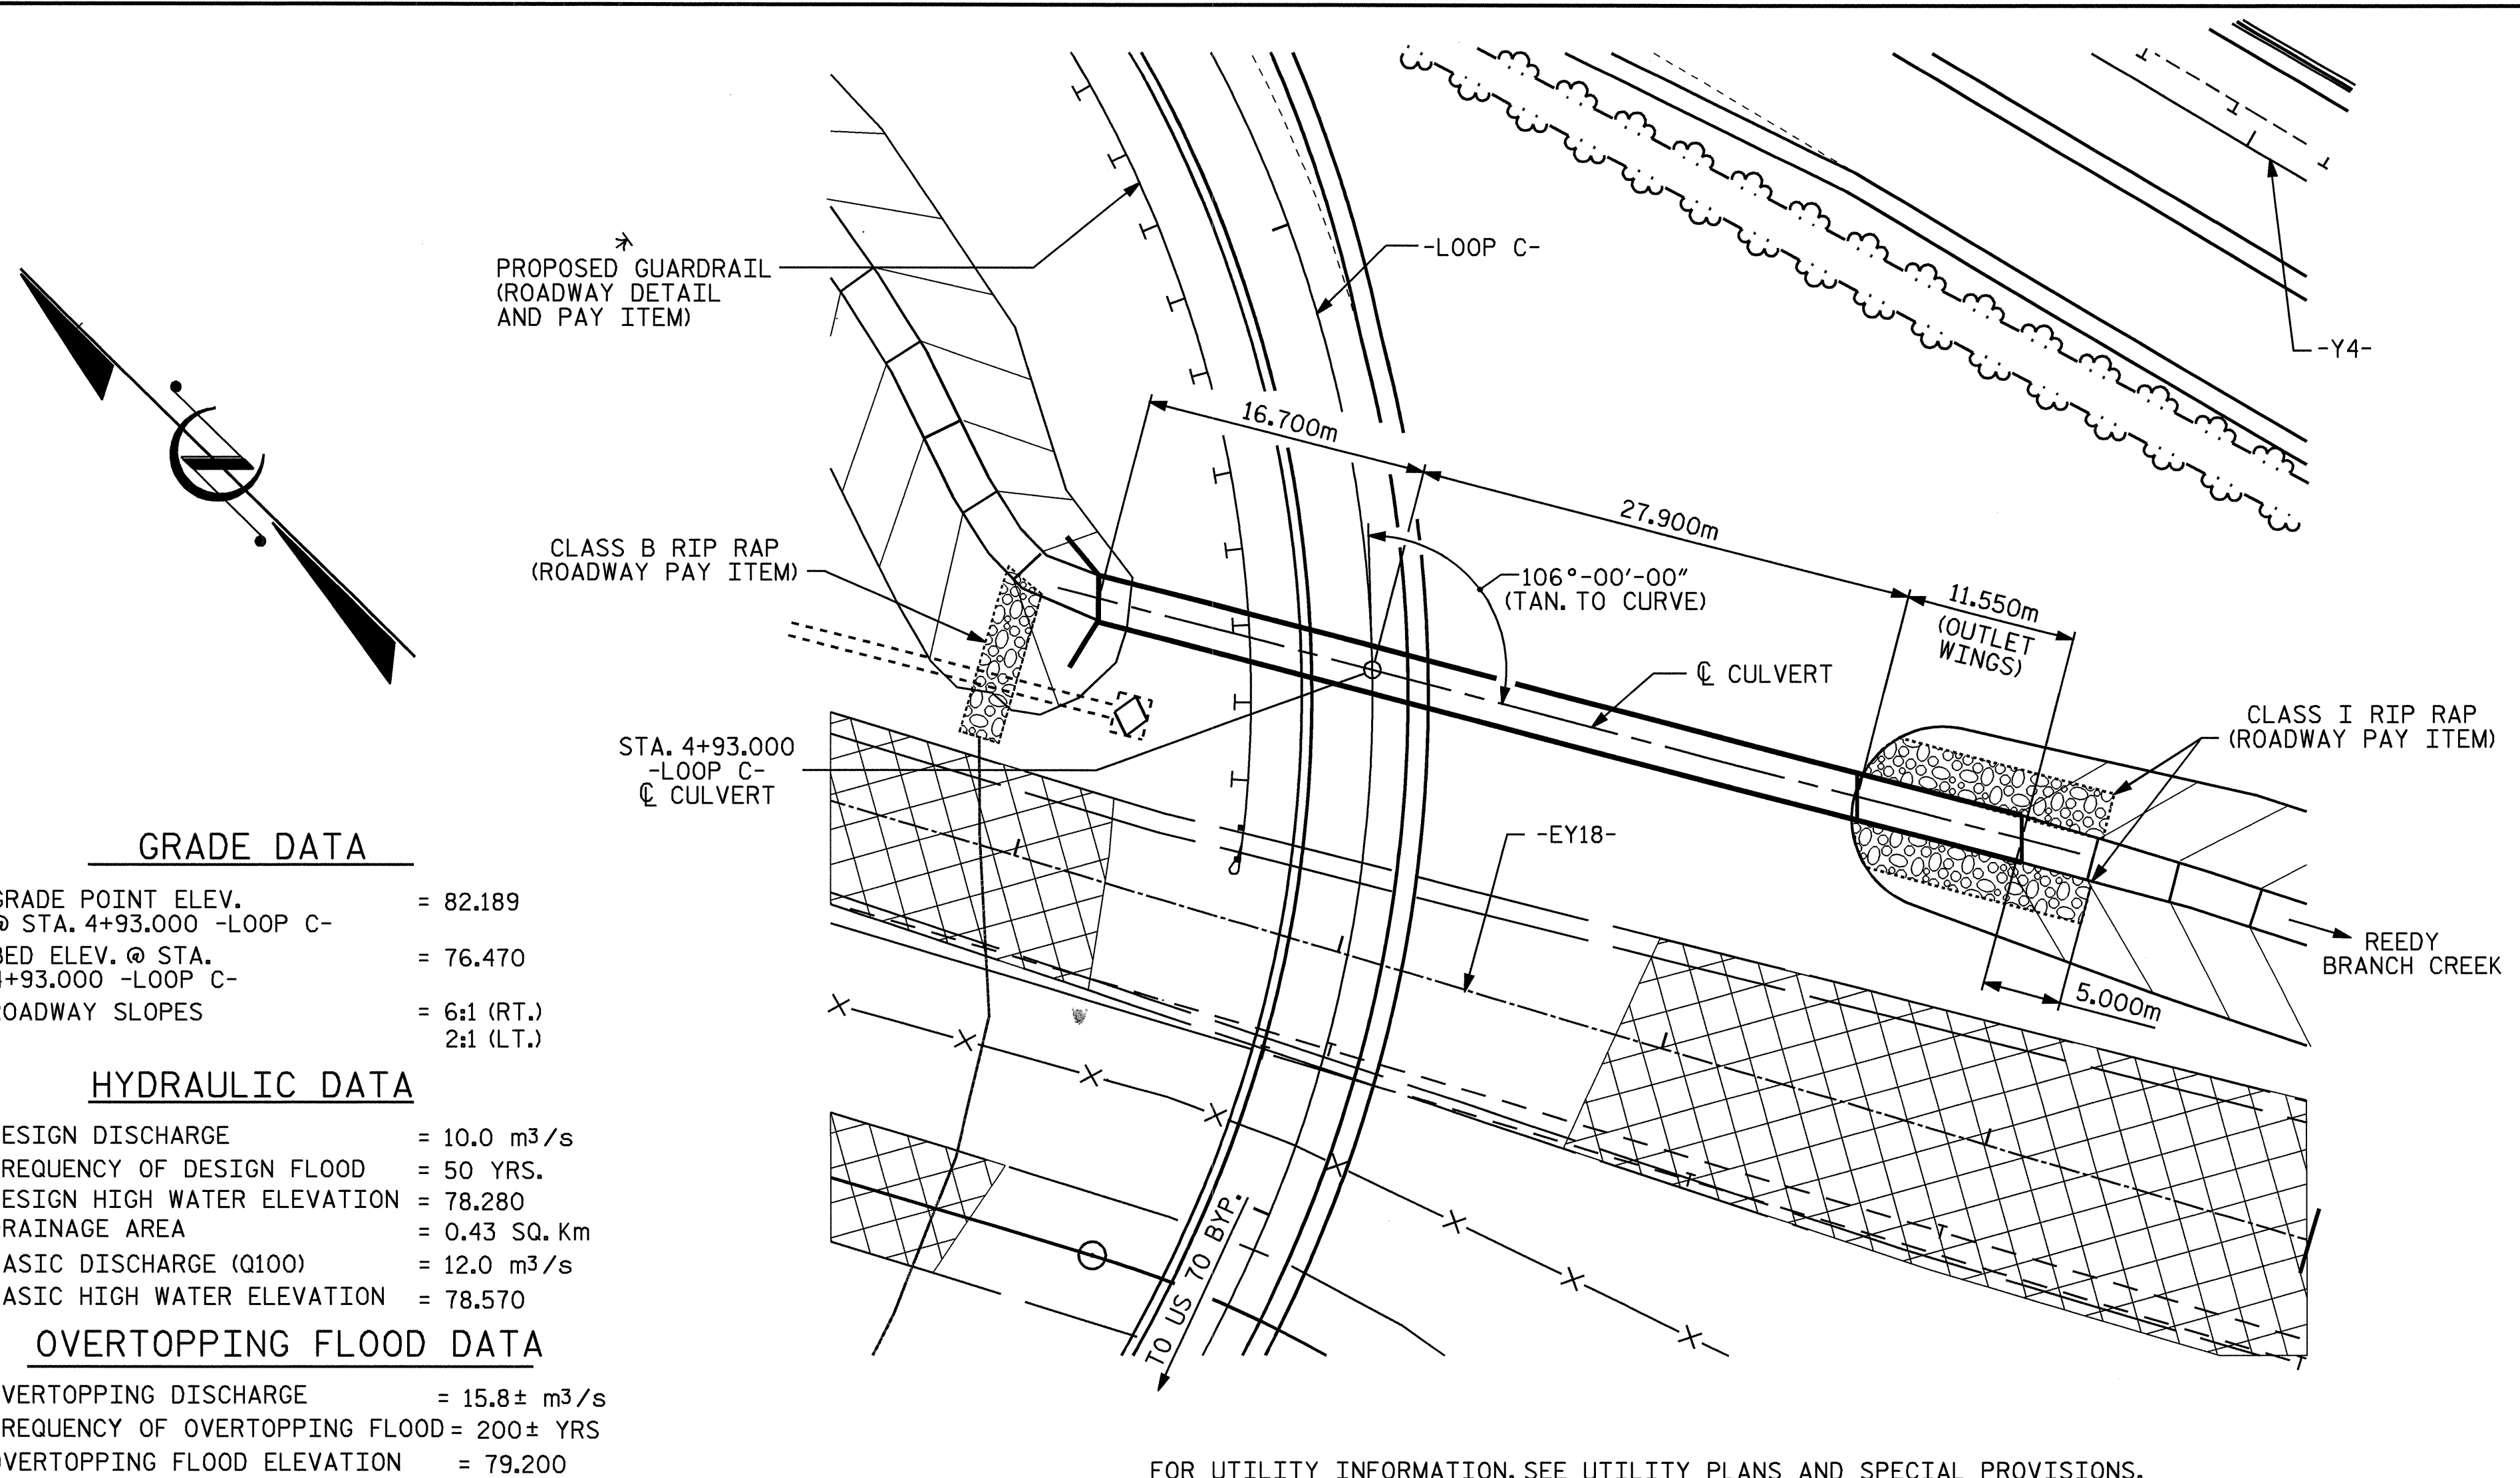 -LOOP C-
PROPOSED GUARDRAIL
(ROADWAY DETAIL
AND PAY ITEM)
-Y4-
16.700m
27.900m
CLASS B RIP RAP
(ROADWAY PAY ITEM)
106°-00'-00"
(TAN. TO CURVE)
11.550m
(OUTLET
WINGS)
℄ CULVERT
CLASS I RIP RAP
(ROADWAY PAY ITEM)
STA. 4+93.000
-LOOP C-
℄ CULVERT
-EY18-
REEDY
BRANCH CREEK
5.000m
TO US 70 BYP.
GRADE DATA
GRADE POINT ELEV. = 82.189
@ STA. 4+93.000 -LOOP C-
BED ELEV. @ STA. = 76.470
4+93.000 -LOOP C-
ROADWAY SLOPES = 6:1 (RT.)
2:1 (LT.)
HYDRAULIC DATA
ESIGN DISCHARGE = 10.0 m3/s
REQUENCY OF DESIGN FLOOD = 50 YRS.
ESIGN HIGH WATER ELEVATION = 78.280
RAINAGE AREA = 0.43 SQ. Km
ASIC DISCHARGE (Q100) = 12.0 m3/s
ASIC HIGH WATER ELEVATION = 78.570
OVERTOPPING FLOOD DATA
VERTOPPING DISCHARGE = 15.8± m3/s
REQUENCY OF OVERTOPPING FLOOD = 200± YRS
OVERTOPPING FLOOD ELEVATION = 79.200
FOR UTILITY INFORMATION, SEE UTILITY PLANS AND SPECIAL PROVISIONS.